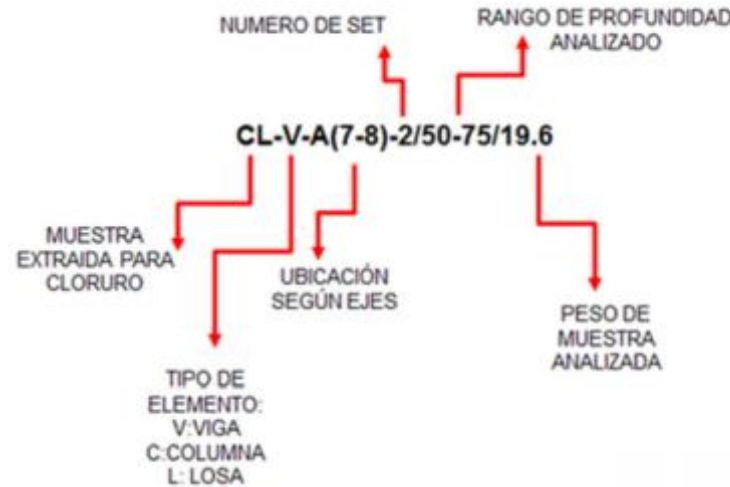 NUMERO DE SET
RANGO DE PROFUNDIDAD
ANALIZADO
CL-V-A(7-8)-2/50-75/19.6
MUESTRA
EXTRAIDA PARA
CLORURO
UBICACIÓN
SEGÚN EJES
PESO DE
MUESTRA
ANALIZADA
TIPO DE
ELEMENTO:
V:VIGA
C:COLUMNA
L: LOSA